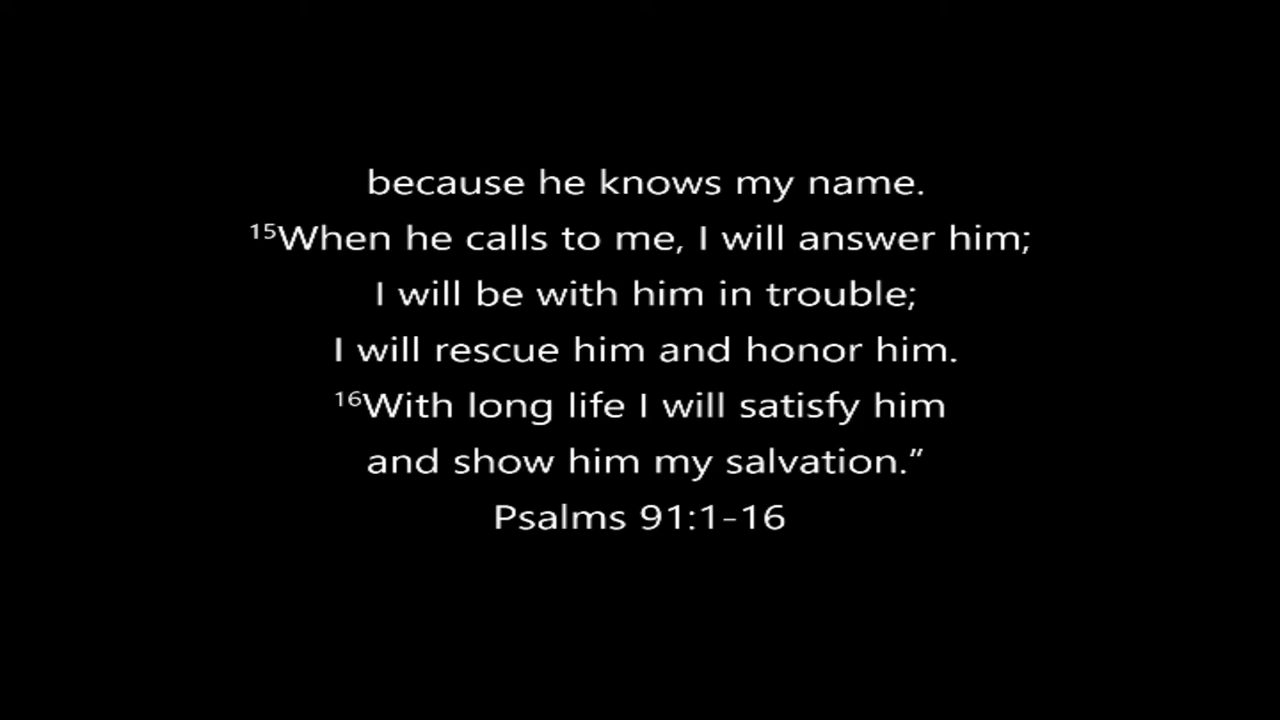 because he knows my name.
¹⁵When he calls to me, I will answer him;
I will be with him in trouble;
I will rescue him and honor him.
¹⁶With long life I will satisfy him
and show him my salvation.”
Psalms 91:1-16